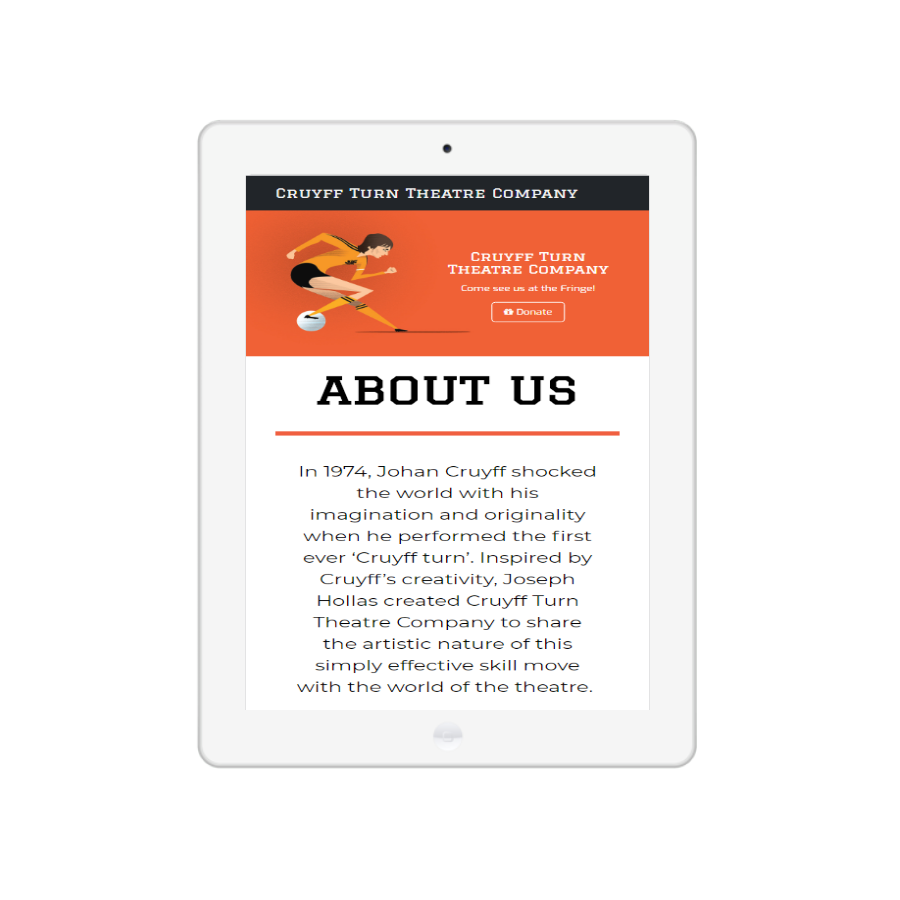 Cruyff Turn Theatre Company
Cruyff Turn
Theatre Company
Come see us at the Fringe!
Donate
ABOUT US
In 1974, Johan Cruyff shocked
the world with his
imagination and originality
when he performed the first
ever ‘Cruyff turn’. Inspired by
Cruyff’s creativity, Joseph
Hollas created Cruyff Turn
Theatre Company to share
the artistic nature of this
simply effective skill move
with the world of the theatre.